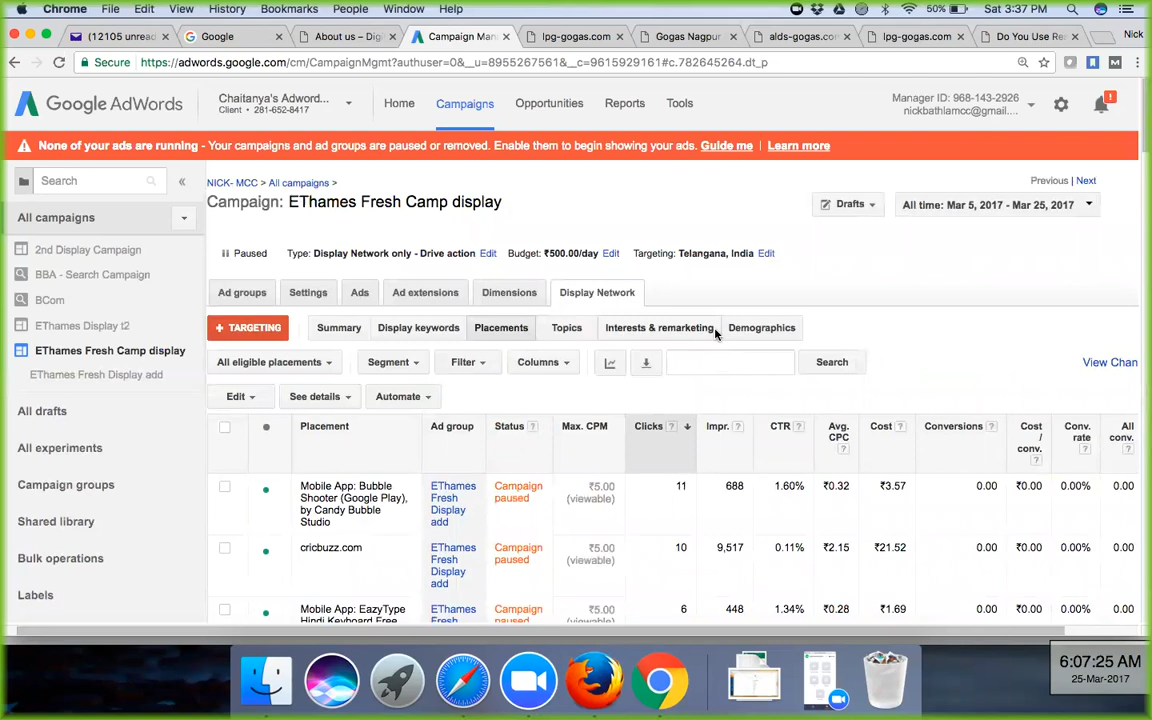 Chrome File Edit View History Bookmarks People Window Help 50% Sat 3:37 PM
(12105 unread Google About us – Digi Campaign Man lpg-gogas.com Gogas Nagpur alds-gogas.com lpg-gogas.com Do You Use Re Nick
Secure https://adwords.google.com/cm/CampaignMgmt?authuser=0&__u=8955267561&__c=9615929161#c.782645264.dt_p
Google AdWords
Chaitanya's Adword...
Client • 281-652-8417
Home Campaigns Opportunities Reports Tools
Manager ID: 968-143-2926
nickbathlamcc@gmail....
!
None of your ads are running - Your campaigns and ad groups are paused or removed. Enable them to begin showing your ads. Guide me | Learn more
Search «
All campaigns
2nd Display Campaign
BBA - Search Campaign
BCom
EThames Display t2
EThames Fresh Camp display
EThames Fresh Display add
All drafts
All experiments
Campaign groups
Shared library
Bulk operations
Labels
NICK- MCC > All campaigns >
Previous | Next
Campaign: EThames Fresh Camp display
Drafts
All time: Mar 5, 2017 - Mar 25, 2017
Paused Type: Display Network only - Drive action Edit Budget: ₹500.00/day Edit Targeting: Telangana, India Edit
Ad groups Settings Ads Ad extensions Dimensions Display Network
+ TARGETING Summary Display keywords Placements Topics Interests & remarketing Demographics
All eligible placements Segment Filter Columns Search View Chan
Edit See details Automate
Placement Ad group Status ? Max. CPM Clicks ? Impr. ? CTR ? Avg. CPC ? Cost ? Conversions ? Cost / conv. ? Conv. rate ? All conv. ?
Mobile App: Bubble Shooter (Google Play), by Candy Bubble Studio EThames Fresh Display add Campaign paused ₹5.00 (viewable) 11 688 1.60% ₹0.32 ₹3.57 0.00 ₹0.00 0.00% 0.00
cricbuzz.com EThames Fresh Display add Campaign paused ₹5.00 (viewable) 10 9,517 0.11% ₹2.15 ₹21.52 0.00 ₹0.00 0.00% 0.00
Mobile App: EazyType Hindi Keyboard Free EThames Fresh Campaign paused ₹5.00 (viewable) 6 448 1.34% ₹0.28 ₹1.69 0.00 ₹0.00 0.00% 0.00
6:07:25 AM
25-Mar-2017